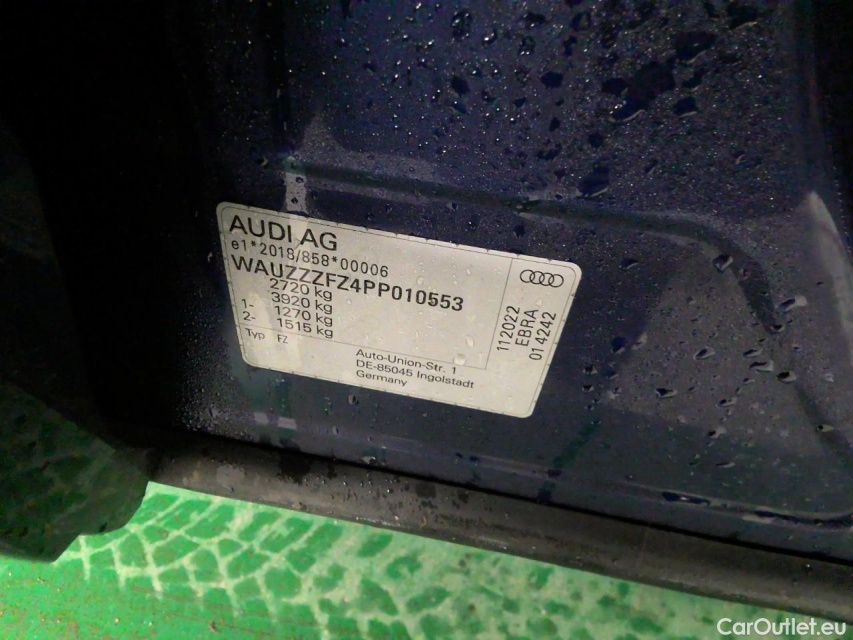 AUDI AG
e1*2018/858*00006
WAUZZZFZ4PP010553
2720 kg
3920 kg
1- 1270 kg
2- 1515 kg
Typ FZ
Auto-Union-Str. 1
DE-85045 Ingolstadt
Germany
112022
EBRA
014242
CarOutlet.eu